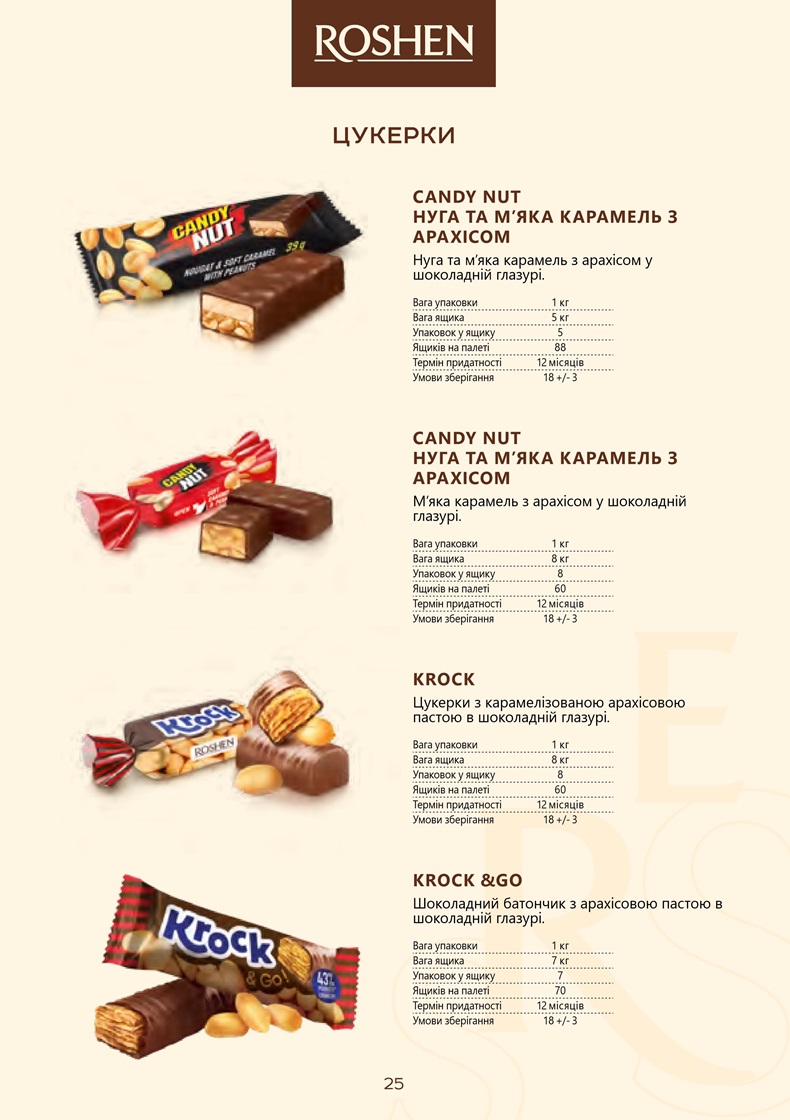 ROSHEN
ЦУКЕРКИ
CANDY NUT
НУГА ТА М’ЯКА КАРАМЕЛЬ З
АРАХІСОМ
Нуга та м’яка карамель з арахісом у
шоколадній глазурі.
Вага упаковки 1 кг
Вага ящика 5 кг
Упаковок у ящику 5
Ящиків на палеті 88
Термін придатності 12 місяців
Умови зберігання 18 +/- 3
CANDY
NUT
39 g
NOUGAT & SOFT CARAMEL
WITH PEANUTS
CANDY NUT
НУГА ТА М’ЯКА КАРАМЕЛЬ З
АРАХІСОМ
М’яка карамель з арахісом у шоколадній
глазурі.
Вага упаковки 1 кг
Вага ящика 8 кг
Упаковок у ящику 8
Ящиків на палеті 60
Термін придатності 12 місяців
Умови зберігання 18 +/- 3
CANDY
NUT
OPEN
SOFT
KROCK
Цукерки з карамелізованою арахісовою
пастою в шоколадній глазурі.
Вага упаковки 1 кг
Вага ящика 8 кг
Упаковок у ящику 8
Ящиків на палеті 60
Термін придатності 12 місяців
Умови зберігання 18 +/- 3
Krock
ROSHEN
KROCK &GO
Шоколадний батончик з арахісовою пастою в
шоколадній глазурі.
Вага упаковки 1 кг
Вага ящика 7 кг
Упаковок у ящику 7
Ящиків на палеті 70
Термін придатності 12 місяців
Умови зберігання 18 +/- 3
Krock
& GO!
43%
25